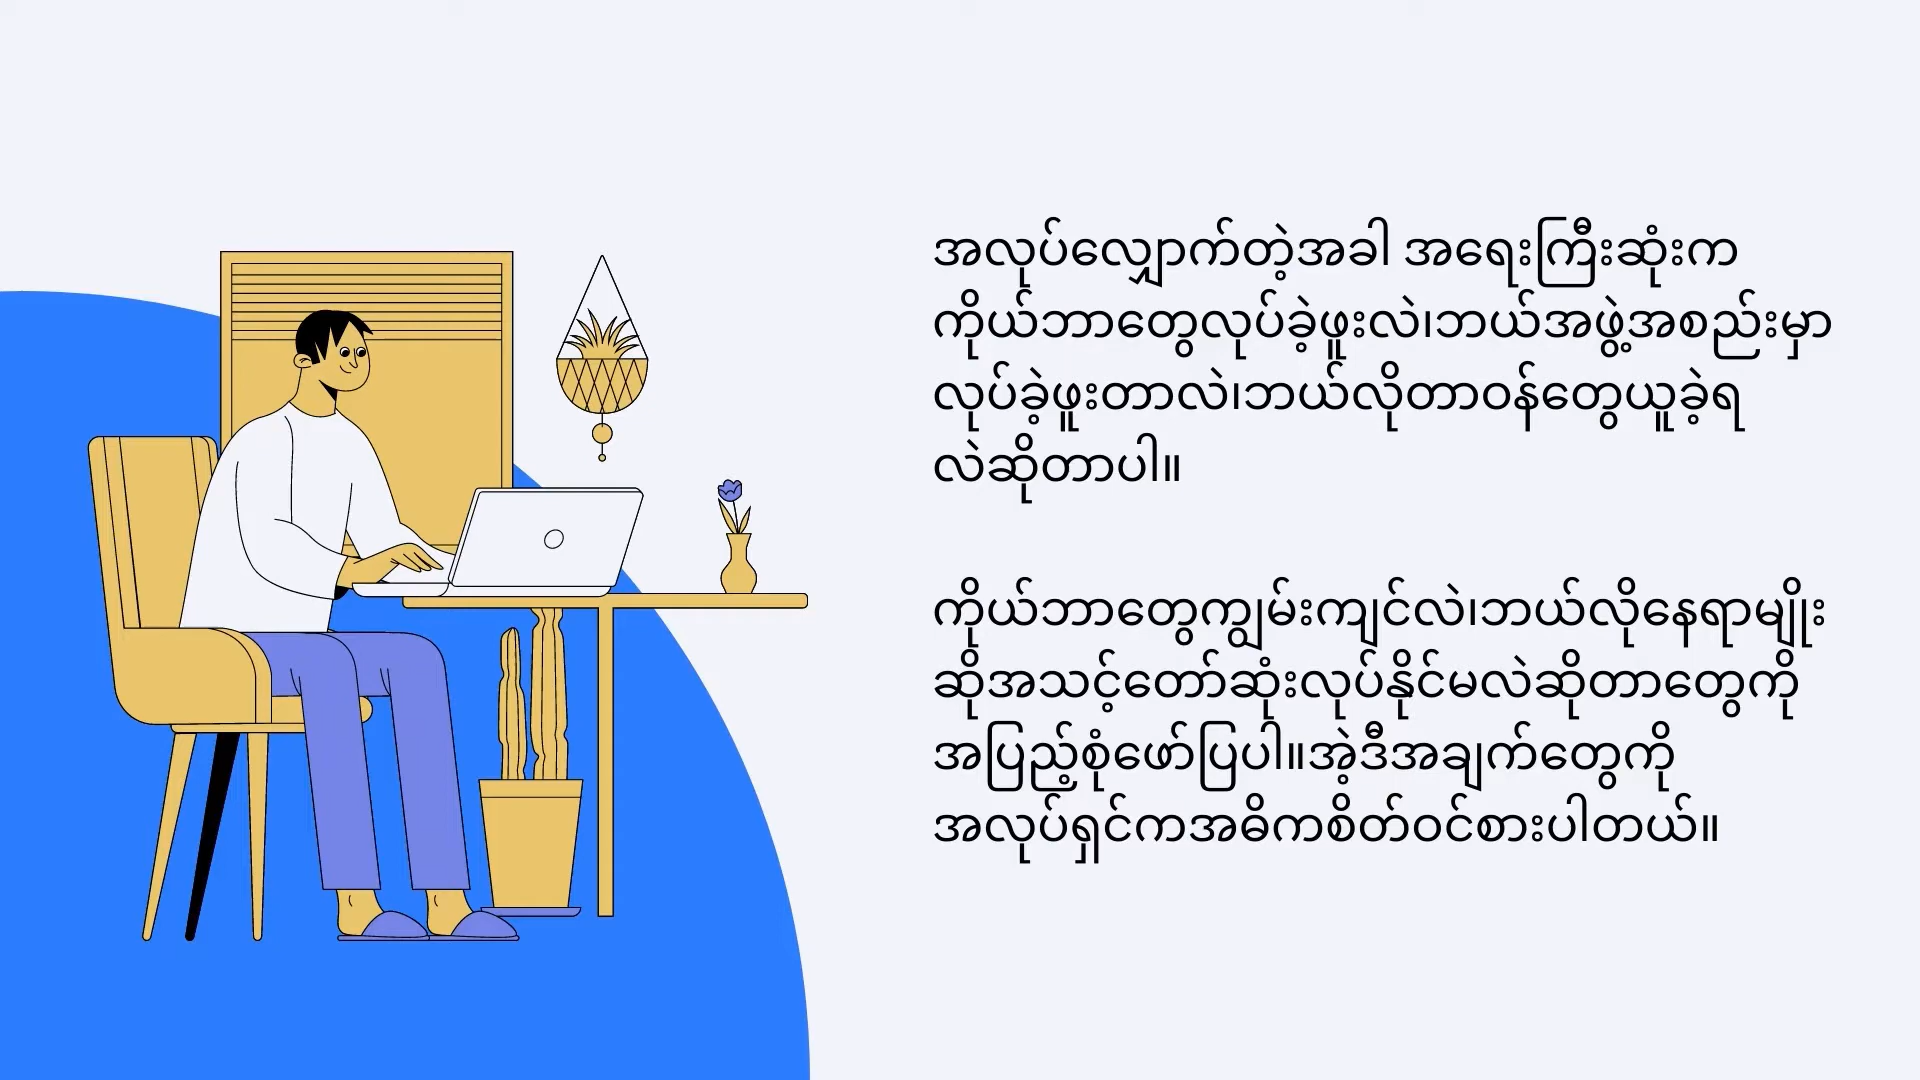 အလုပ်လျှောက်တဲ့အခါ အရေးကြီးဆုံးက
ကိုယ်ဘာတွေလုပ်ခဲ့ဖူးလဲ၊ဘယ်အဖွဲ့အစည်းမှာ
လုပ်ခဲ့ဖူးတာလဲ၊ဘယ်လိုတာဝန်တွေယူခဲ့ရ
လဲဆိုတာပါ။
ကိုယ်ဘာတွေကျွမ်းကျင်လဲ၊ဘယ်လိုနေရာမျိုး
ဆိုအသင့်တော်ဆုံးလုပ်နိုင်မလဲဆိုတာတွေကို
အပြည့်စုံဖော်ပြပါ။အဲ့ဒီအချက်တွေကို
အလုပ်ရှင်ကအဓိကစိတ်ဝင်စားပါတယ်။